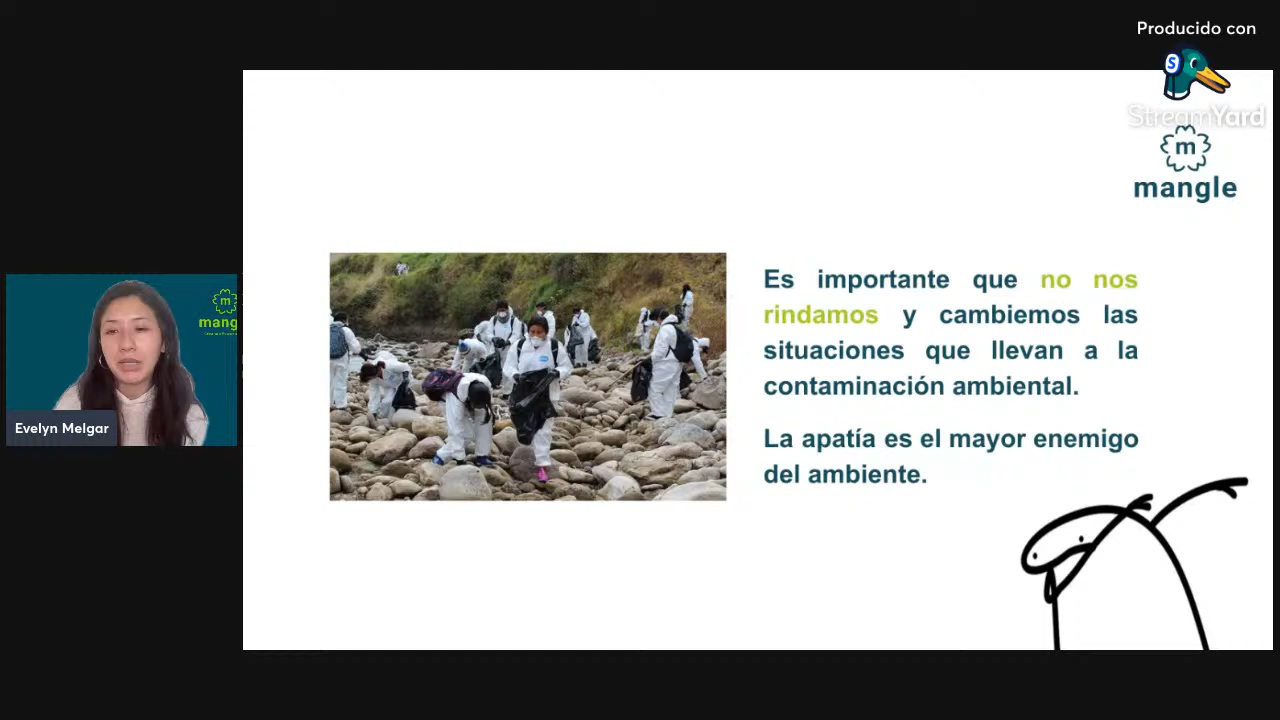 Producido con
S
StreamYard
m
mangle
Es importante que no nos
rindamos y cambiemos las
situaciones que llevan a la
contaminación ambiental.
La apatía es el mayor enemigo
del ambiente.
m
mang
Evelyn Melgar